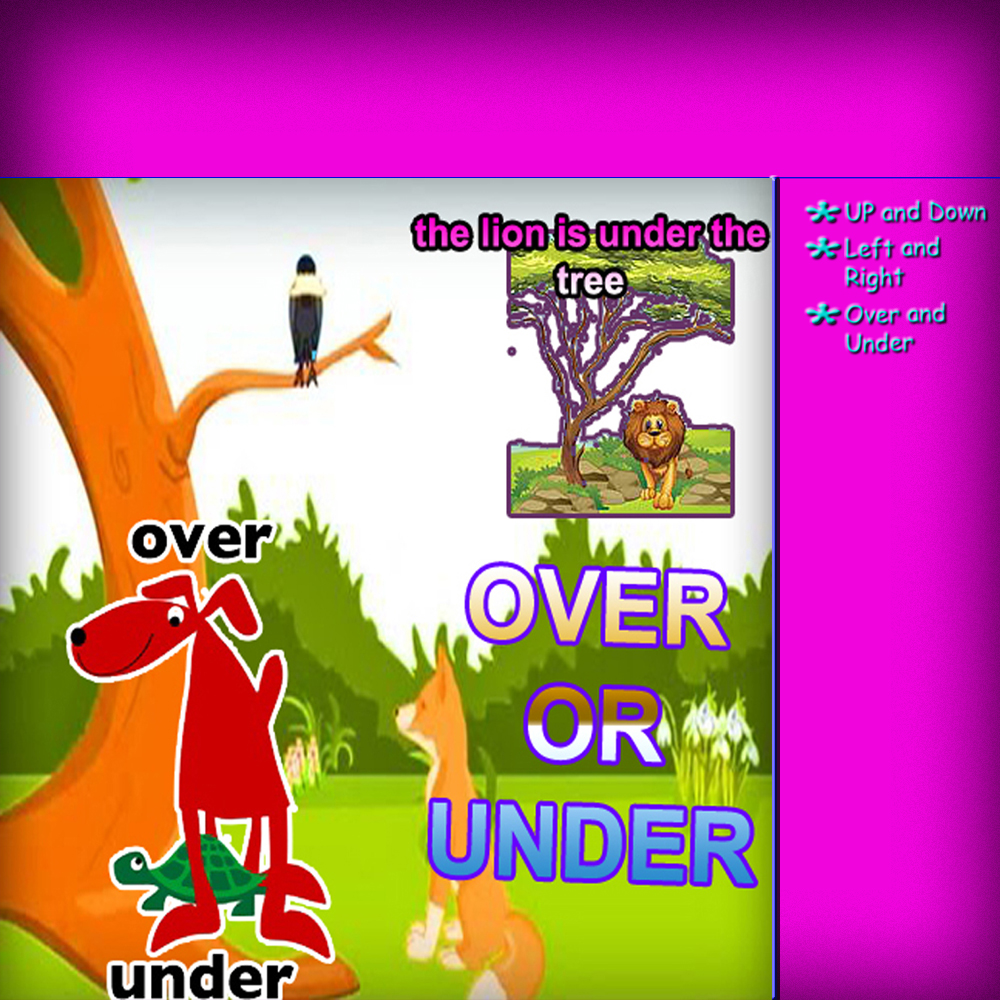 the lion is under the
tree
over
under
OVER
OR
UNDER
UP and Down
Left and
Right
Over and
Under